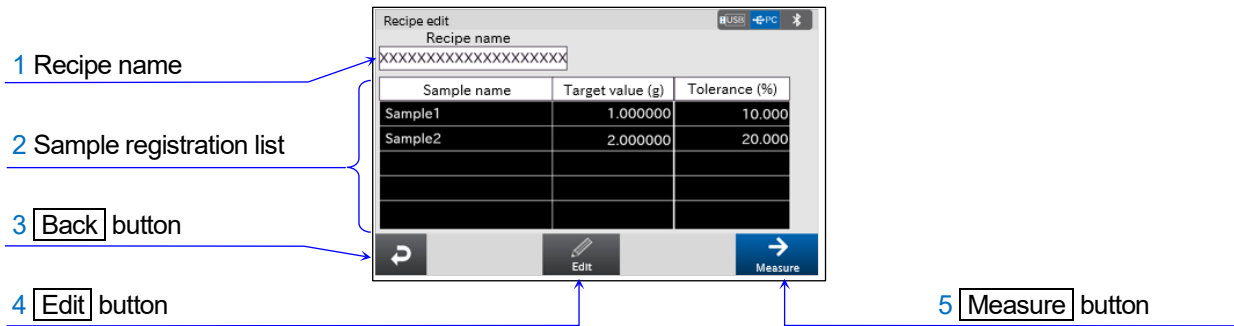 Recipe edit
USB PC
Recipe name
XXXXXXXXXXXXXXXXXXXX
1 Recipe name
Sample name Target value (g) Tolerance (%)
Sample1 1.000000 10.000
Sample2 2.000000 20.000
2 Sample registration list
3 Back button
Edit
Measure
4 Edit button
5 Measure button